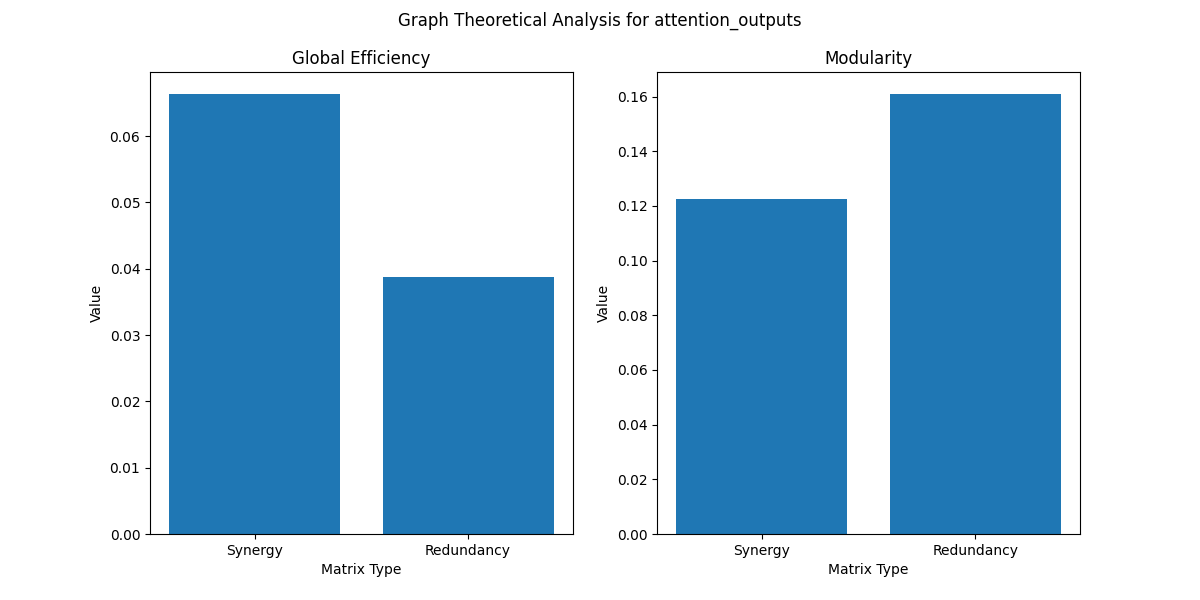 Graph Theoretical Analysis for attention_outputs
Global Efficiency
0.06
0.05
0.04
0.03
0.02
0.01
0.00
Value
Synergy
Redundancy
Matrix Type
Modularity
0.16
0.14
0.12
0.10
0.08
0.06
0.04
0.02
0.00
Value
Synergy
Redundancy
Matrix Type